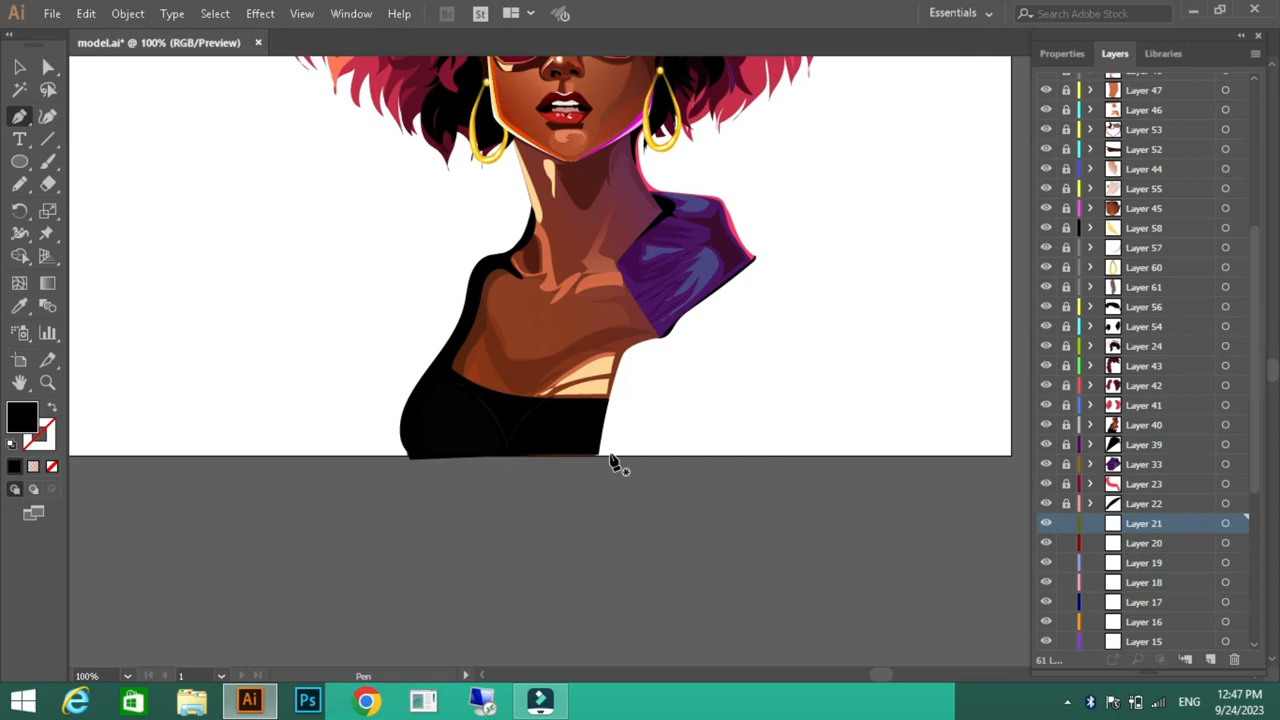 Ai File Edit Object Type Select Effect View Window Help Br St Essentials Search Adobe Stock
model.ai* @ 100% (RGB/Preview) ×
Properties Layers Libraries
Layer 47
Layer 46
Layer 53
Layer 52
Layer 44
Layer 55
Layer 45
Layer 58
Layer 57
Layer 60
Layer 61
Layer 56
Layer 54
Layer 24
Layer 43
Layer 42
Layer 41
Layer 40
Layer 39
Layer 33
Layer 23
Layer 22
Layer 21
Layer 20
Layer 19
Layer 18
Layer 17
Layer 16
Layer 15
61 L...
100% 1 Pen
Ai Ps ENG 12:47 PM
9/24/2023